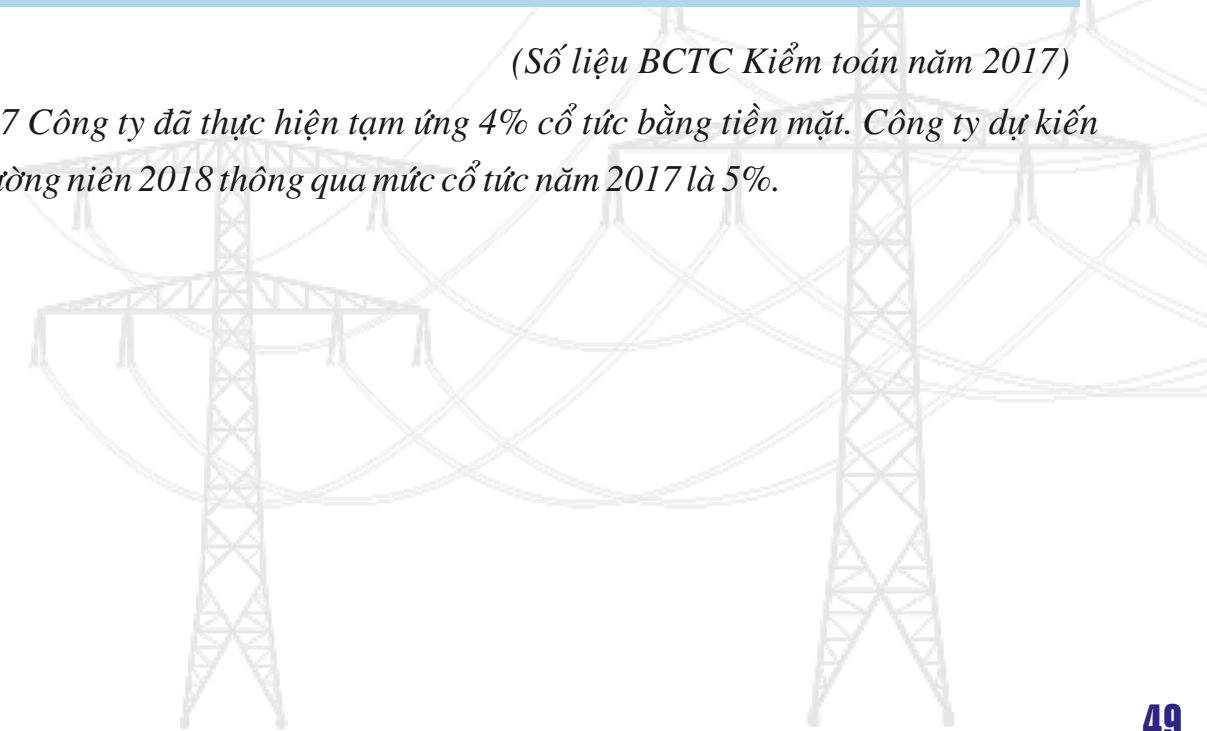 (Số liệu BCTC Kiểm toán năm 2017)
7 Công ty đã thực hiện tạm ứng 4% cổ tức bằng tiền mặt. Công ty dự kiến
ường niên 2018 thông qua mức cổ tức năm 2017 là 5%.
49